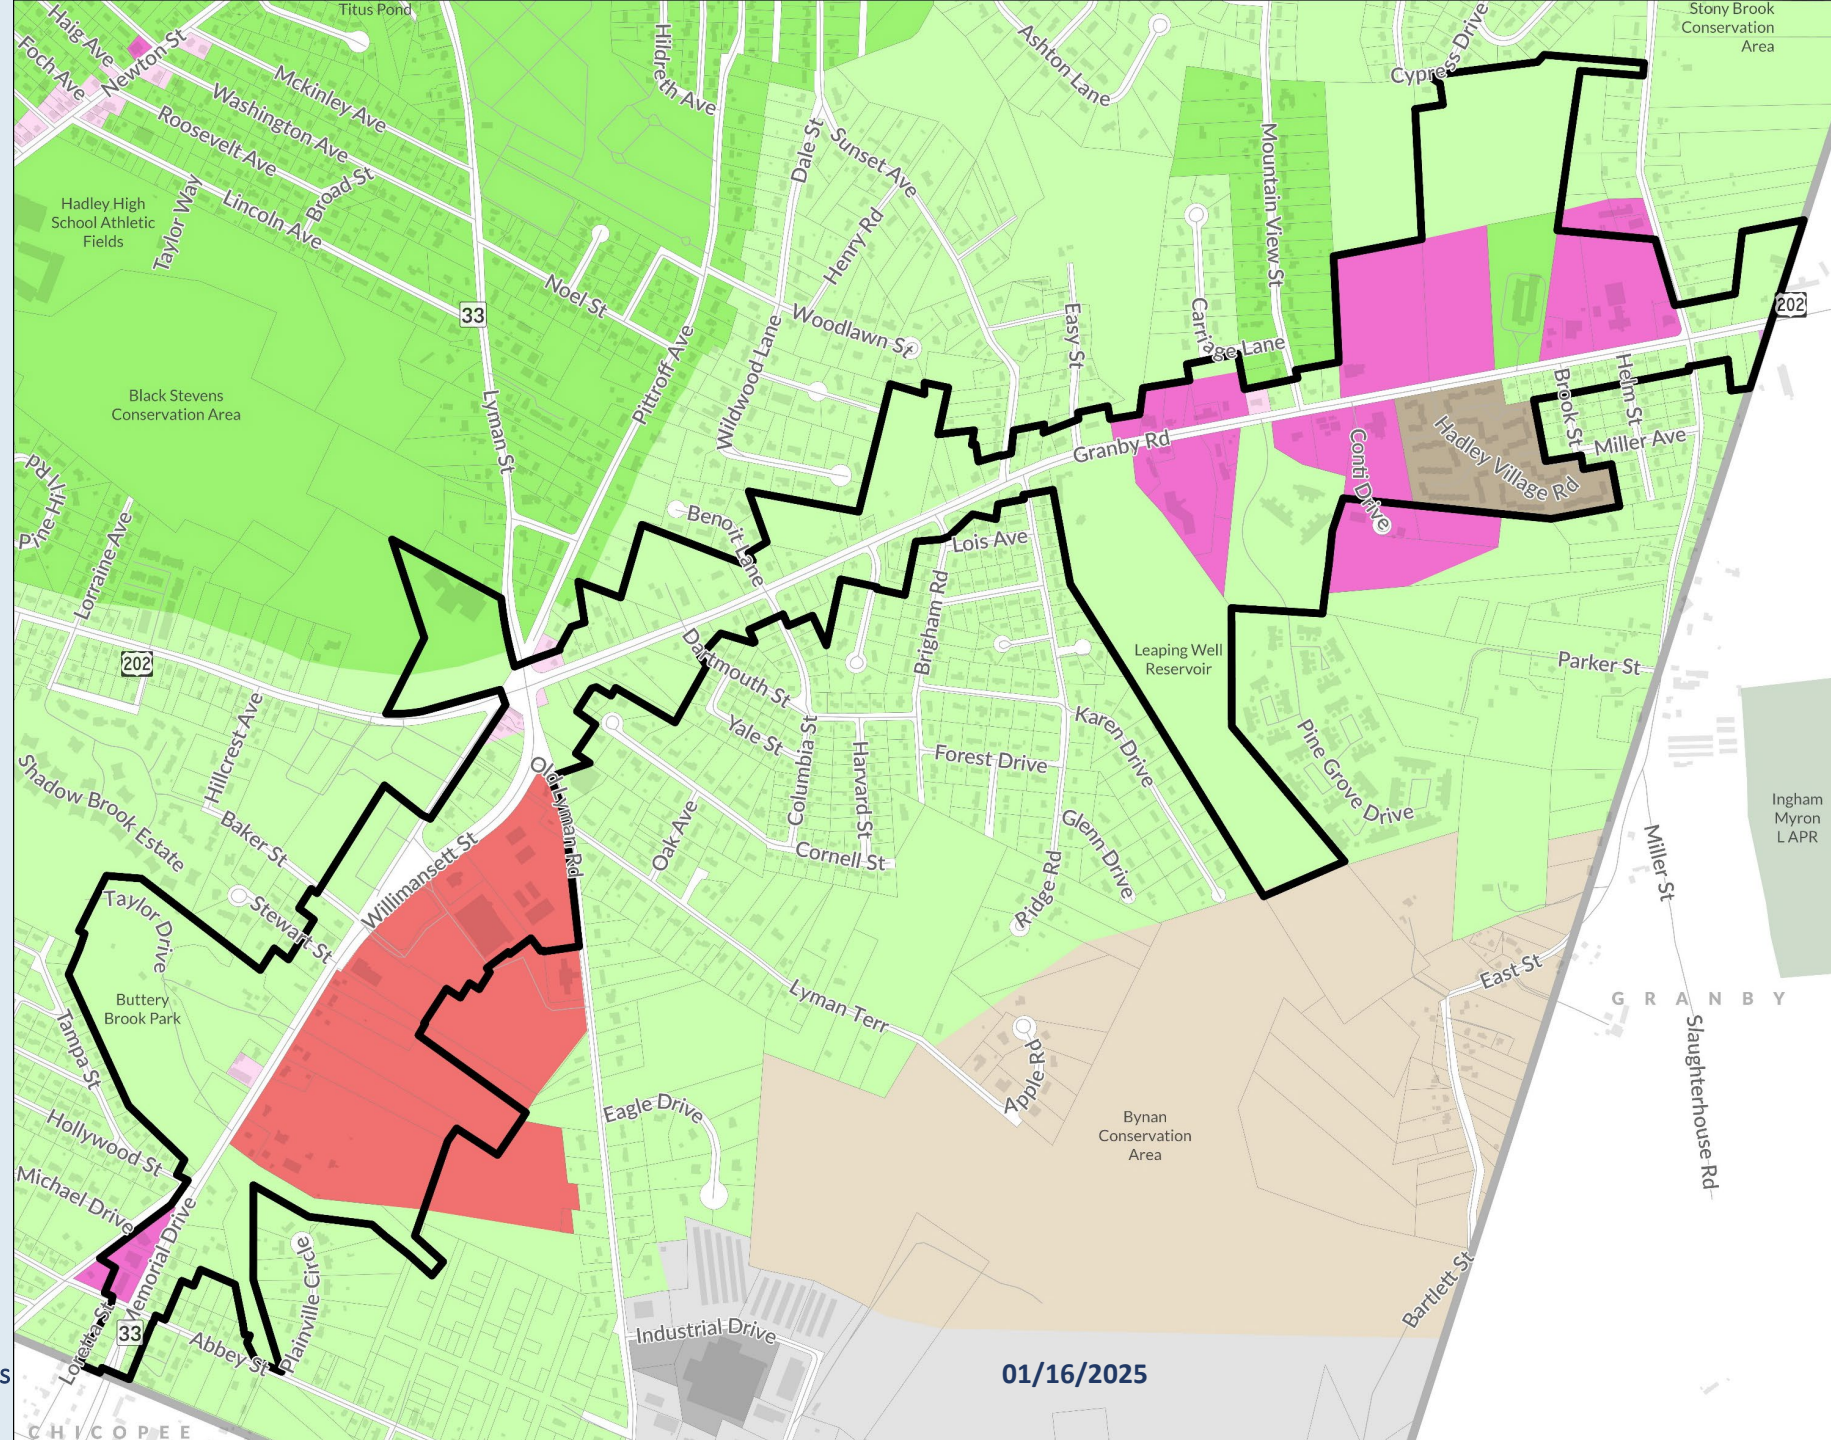 Titus Pond
Stony Brook
Conservation
Area
Haig Ave
Foch Ave
Newton St
Mckinley Ave
Washington Ave
Roosevelt Ave
Broad St
Lincoln Ave
Taylor Way
Hadley High
School Athletic
Fields
Hildreth Ave
Ashton Lane
Cypress Drive
Dale St
Sunset Ave
Henry Rd
Mountain View St
Noel St
33
Woodlawn St
Wildwood Lane
Pittroff Ave
Easy St
Carriage Lane
202
Black Stevens
Conservation Area
Lyman St
Granby Rd
Conti Drive
Hadley Village Rd
Brook St
Helm St
Miller Ave
Pine Hill Rd
Lorraine Ave
Benoit Lane
Lois Ave
Brigham Rd
Leaping Well
Reservoir
Parker St
202
Dartmouth St
Yale St
Columbia St
Harvard St
Forest Drive
Karen Drive
Pine Grove Drive
Hillcrest Ave
Shadow Brook Estate
Baker St
Old Lyman Rd
Oak Ave
Cornell St
Glenn Drive
Ridge Rd
Ingham
Myron
L APR
Miller St
Willimansett St
Stewart St
Taylor Drive
Buttery
Brook Park
Lyman Terr
East St
GRANBY
Slaughterhouse Rd
Tampa St
Apple Rd
Eagle Drive
Bynan
Conservation
Area
Hollywood St
Michael Drive
Memorial Drive
Plainville Circle
Loretta St
33
Abbey St
Industrial Drive
Bartlett St
01/16/2025
S
CHICOPEE